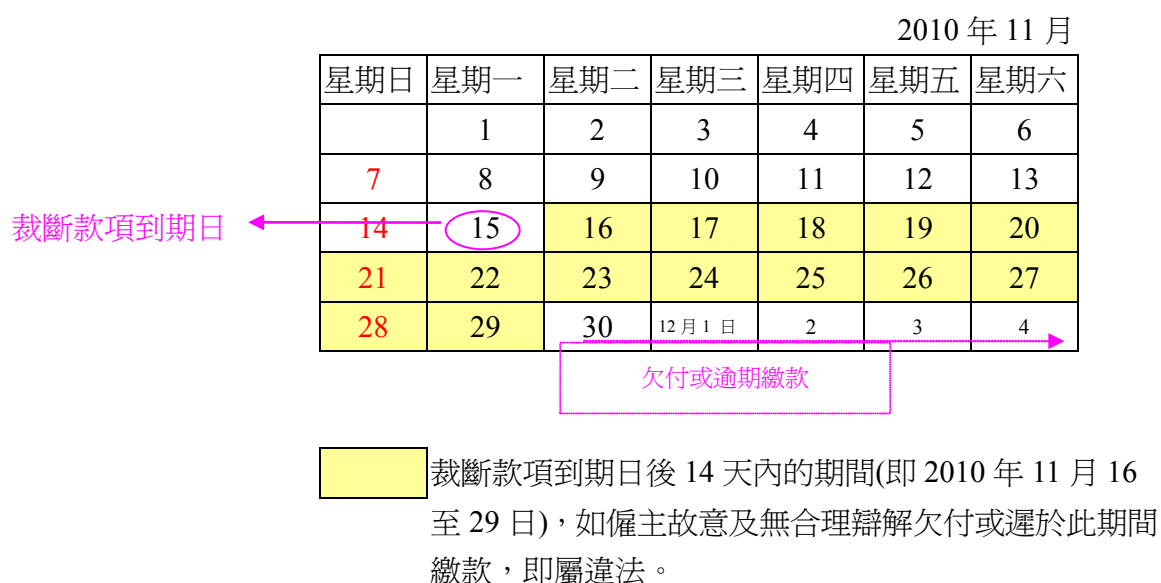 2010 年 11 月
星期日 星期一 星期二 星期三 星期四 星期五 星期六
1 2 3 4 5 6
7 8 9 10 11 12 13
裁斷款項到期日 14 15 16 17 18 19 20
21 22 23 24 25 26 27
28 29 30 12月1 日 2 3 4
欠付或逾期繳款
裁斷款項到期日後 14 天內的期間(即 2010 年 11 月 16
至 29 日)，如僱主故意及無合理辯解欠付或遲於此期間
繳款，即屬違法。